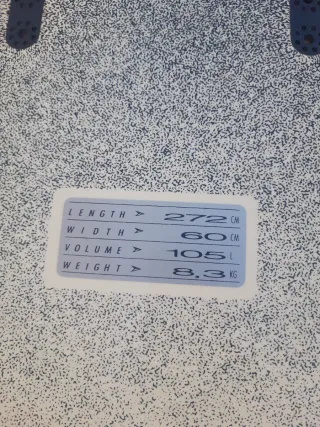 LENGTH > 272 CM
WIDTH > 60 CM
VOLUME > 105 L
WEIGHT > 8.3 KG